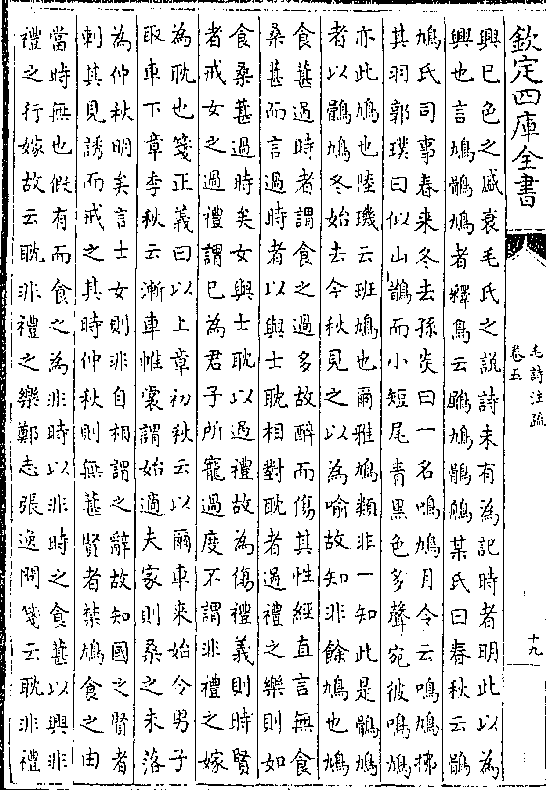 欽定四庫全書
毛詩注疏
卷五
十九
興已色之盛衰毛氏之說詩未有為記時者明此以為
興也言鳩鶻鳩者釋鳥云鶌鳩鶻鵃某氏曰春秋云鶻
鳩氏司事春来冬去孫炎曰一名鳴鳩月令云鳴鳩拂
其羽郭璞曰似山鵲而小短尾青黑色多聲宛彼鳴鳩
亦此鳩也陸璣云班鳩也爾雅鳩類非一知此是鶻鳩
者以鶻鳩冬始去今秋見之以為喻故知非餘鳩也鳩
食葚過時者謂食之過多故醉而傷其性經直言無食
桑葚而言過時者以與士耽相對耽者過禮之樂則如
食桑葚過時矣女與士耽以過禮故為傷禮義則時賢
者戒女之過禮謂己為君子所寵過度不謂非禮之嫁
為耽也箋正義曰以上章初秋云以爾車来始令男子
取車下章季秋云漸車帷裳謂始適夫家則桑之未落
為仲秋明矣言士女則非自相謂之辭故知國之賢者
刺其見誘而戒之其時仲秋則無葚賢者禁鳩食之由
當時無也假有而食之為非時以非時之食葚以興非
禮之行嫁故云耽非禮之樂鄭志張逸問箋云耽非禮